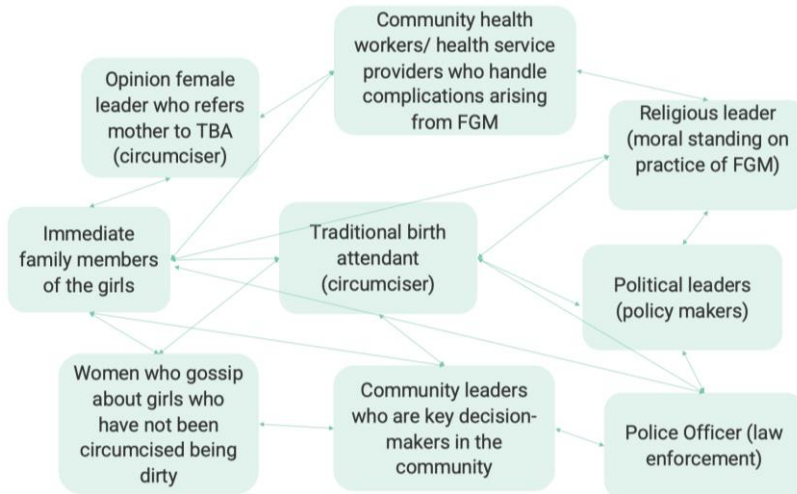 Community health
workers/ health service
providers who handle
complications arising
from FGM
Opinion female
leader who refers
mother to TBA
(circumciser)
Religious leader
(moral standing on
practice of FGM)
Immediate
family members
of the girls
Traditional birth
attendant
(circumciser)
Political leaders
(policy makers)
Women who gossip
about girls who
have not been
circumcised being
dirty
Community leaders
who are key decision-
makers in the
community
Police Officer (law
enforcement)